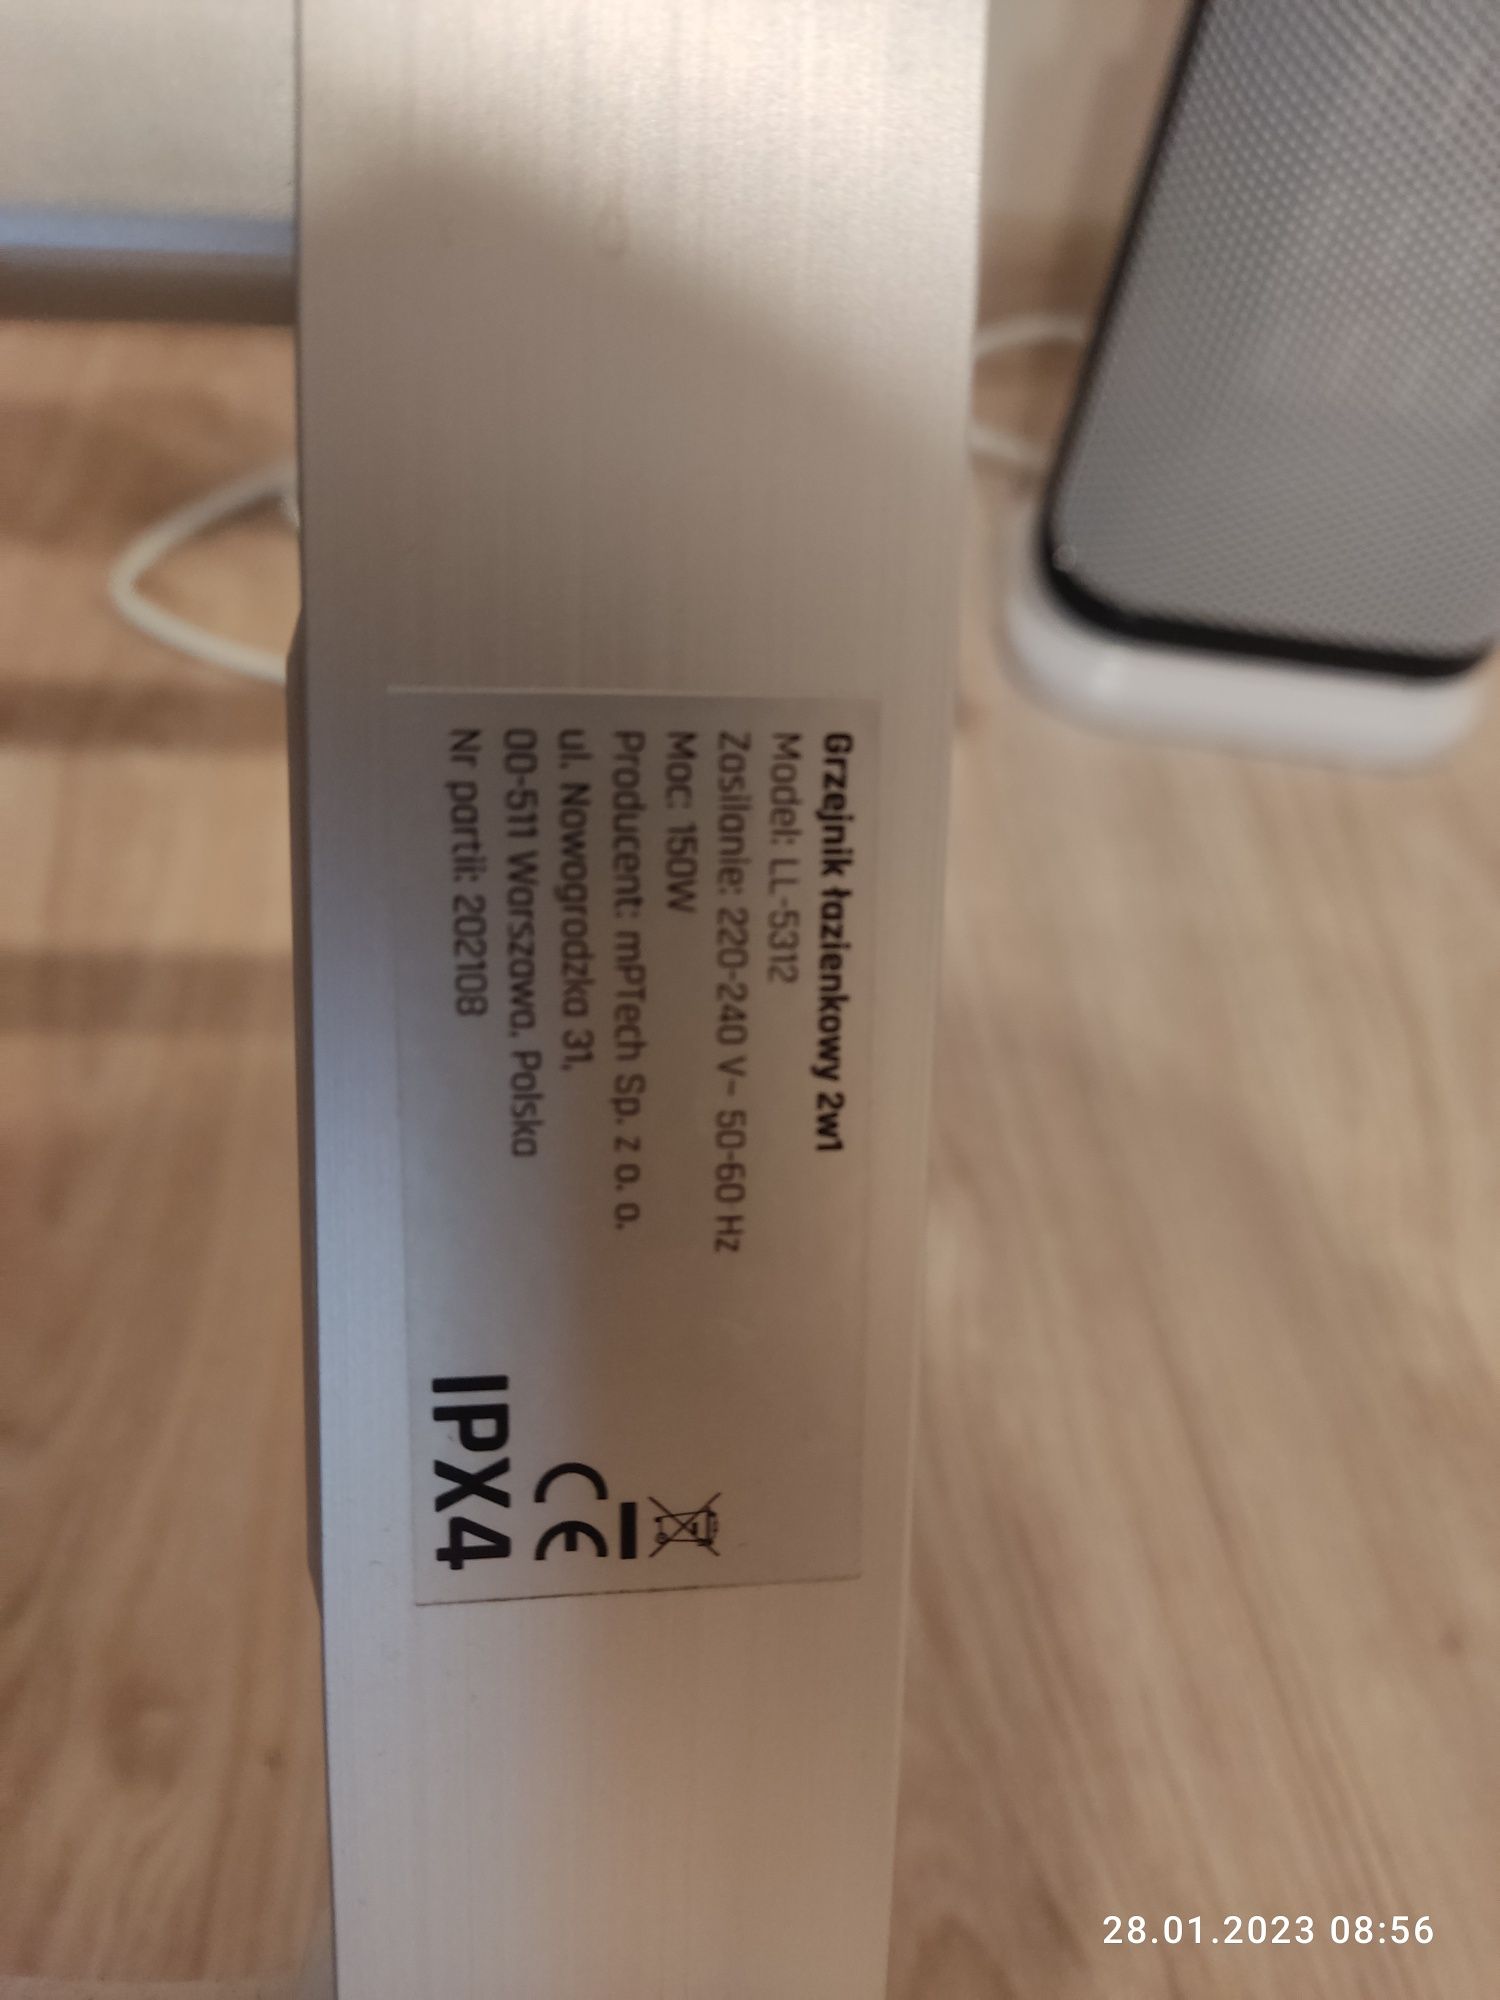 Grzejnik łazienkowy 2w1
Model: LL-5312
Zasilanie: 220-240 V~ 50-60 Hz
Moc: 150W
Producent: mPTech Sp. z o. o.
ul. Nowogrodzka 31,
00-511 Warszawa, Polska
Nr partii: 202108
CE
IPX4
28.01.2023 08:56